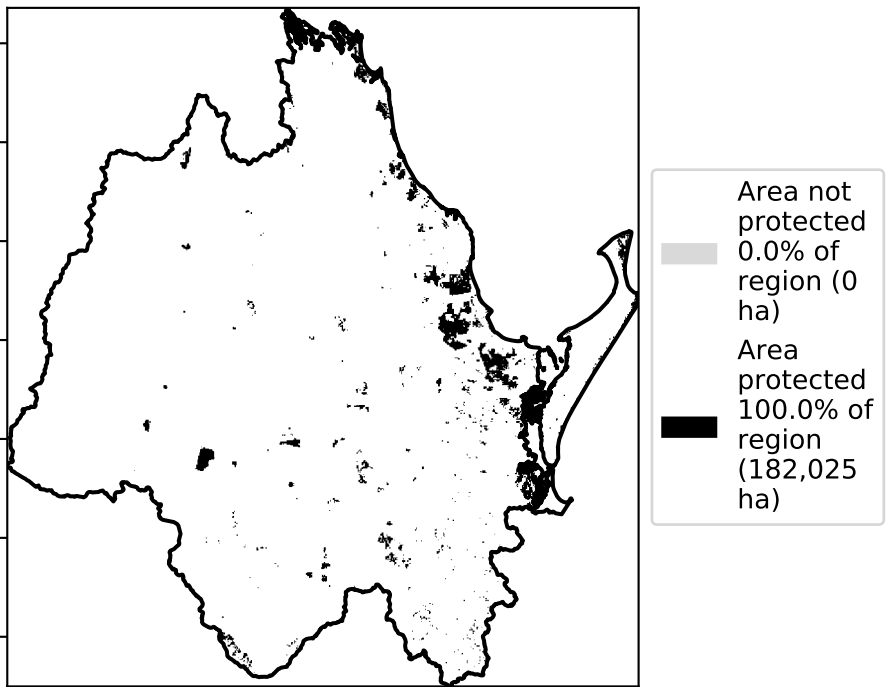 Area not
protected
0.0% of
region (0
ha)
Area
protected
100.0% of
region
(182,025
ha)